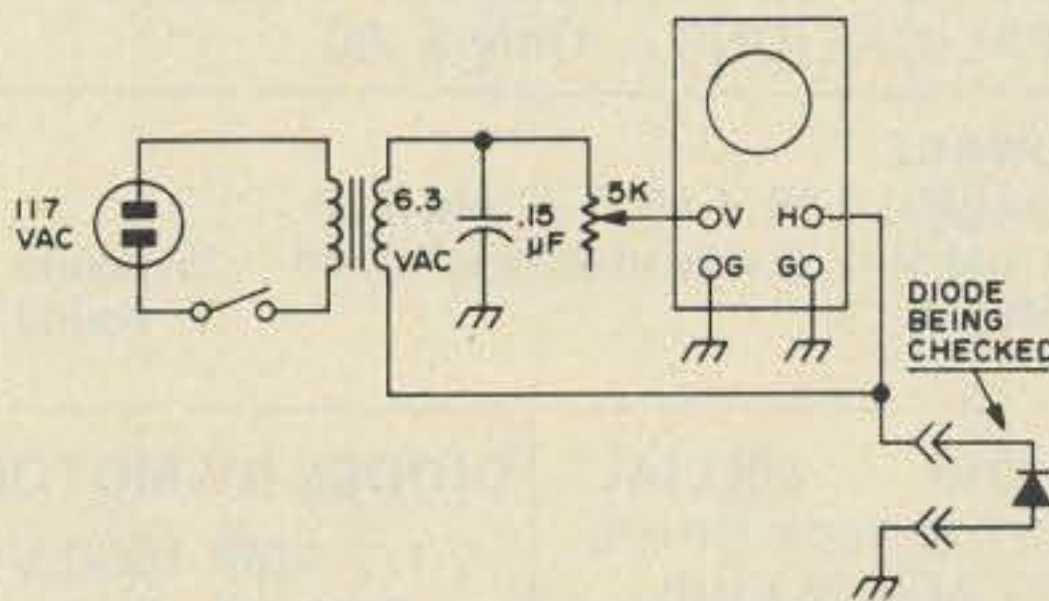 117
VAC
6.3
VAC
.15
µF
5K
V H
G G
DIODE
BEING
CHECKED